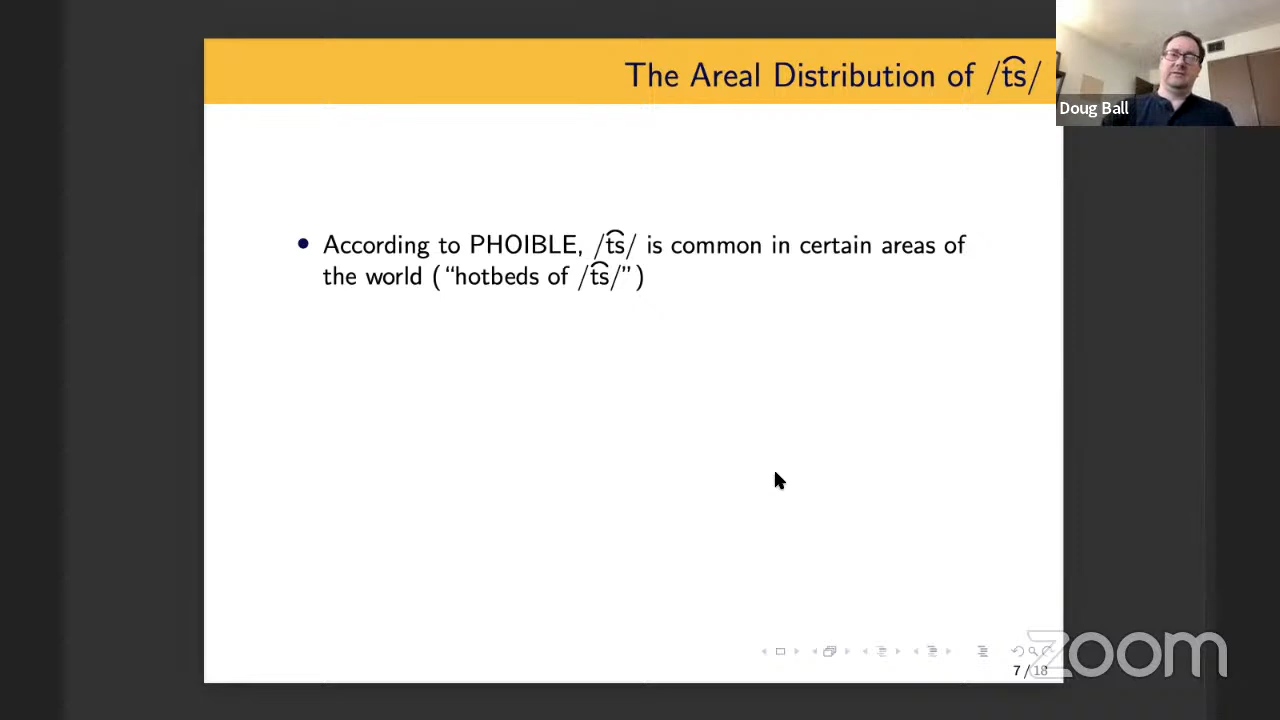 The Areal Distribution of /t͡s/
Doug Ball
• According to PHOIBLE, /t͡s/ is common in certain areas of
the world (“hotbeds of /t͡s/”)
7 / 18
zoom